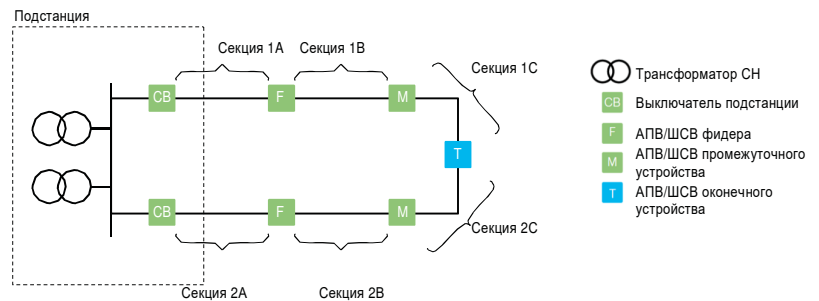 Подстанция
Секция 1A
Секция 1B
Секция 1C
CB
F
M
T
CB
F
M
Секция 2C
Секция 2A
Секция 2B
Трансформатор СН
CB
Выключатель подстанции
F
АПВ/ШСВ фидера
M
АПВ/ШСВ промежуточного
устройства
T
АПВ/ШСВ оконечного
устройства